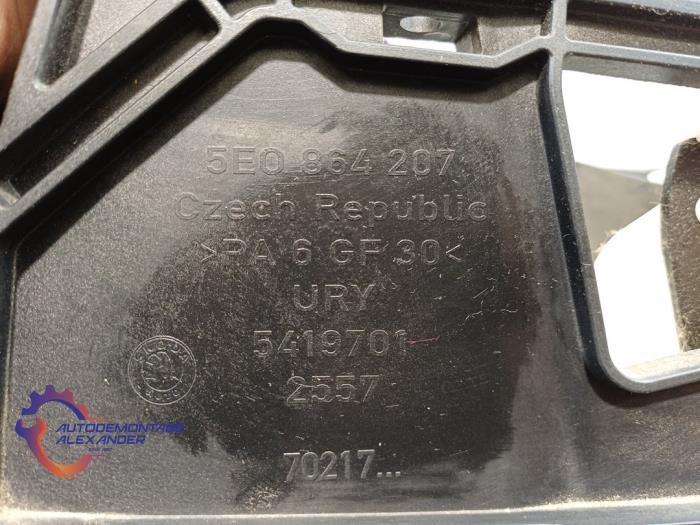 5E0 864 207
Czech Republic
>PA 6 GF 30<
URY
5419701
2557
70217...
AUTODEMONTAGE
ALEXANDER